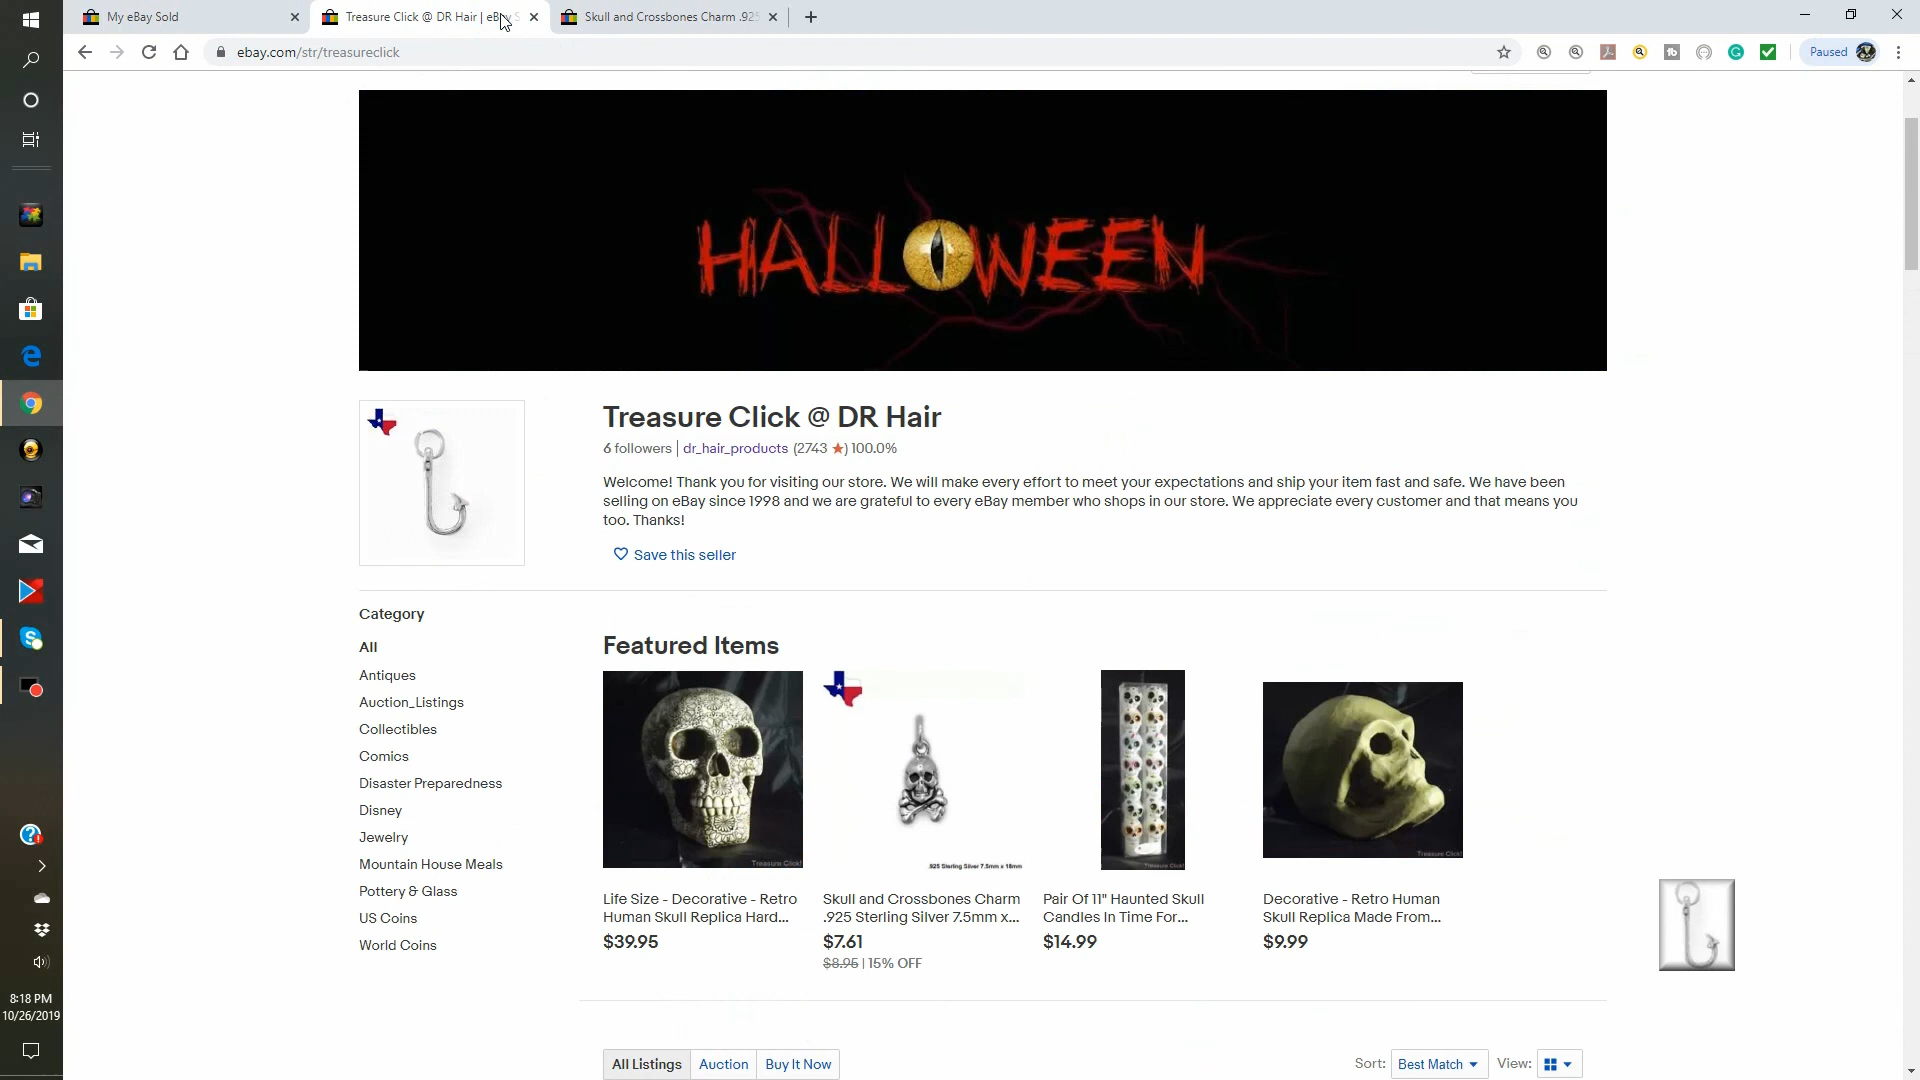 My eBay Sold
Treasure Click @ DR Hair | eBay S
Skull and Crossbones Charm .925
ebay.com/str/treasureclick
Paused
HALLOWEEN
Treasure Click @ DR Hair
6 followers | dr_hair_products (2743 ★) 100.0%
Welcome! Thank you for visiting our store. We will make every effort to meet your expectations and ship your item fast and safe. We have been
selling on eBay since 1998 and we are grateful to every eBay member who shops in our store. We appreciate every customer and that means you
too. Thanks!
Save this seller
Category
All
Antiques
Auction_Listings
Collectibles
Comics
Disaster Preparedness
Disney
Jewelry
Mountain House Meals
Pottery & Glass
US Coins
World Coins
Featured Items
Treasure Click!
.925 Sterling Silver 7.5mm x 18mm
Treasure Click!
Treasure Click!
Life Size - Decorative - Retro
Human Skull Replica Hard...
$39.95
Skull and Crossbones Charm
.925 Sterling Silver 7.5mm x...
$7.61
$8.95 | 15% OFF
Pair Of 11" Haunted Skull
Candles In Time For...
$14.99
Decorative - Retro Human
Skull Replica Made From...
$9.99
All Listings
Auction
Buy It Now
Sort: Best Match
View:
8:18 PM
10/26/2019